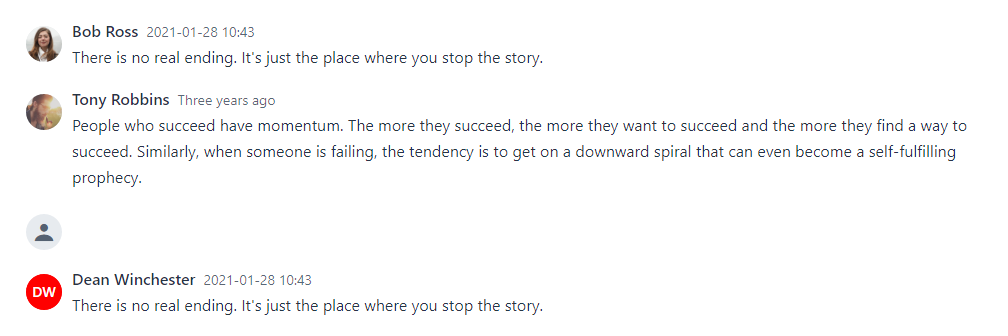 Bob Ross 2021-01-28 10:43
There is no real ending. It's just the place where you stop the story.
Tony Robbins Three years ago
People who succeed have momentum. The more they succeed, the more they want to succeed and the more they find a way to
succeed. Similarly, when someone is failing, the tendency is to get on a downward spiral that can even become a self-fulfilling
prophecy.
DW Dean Winchester 2021-01-28 10:43
There is no real ending. It's just the place where you stop the story.